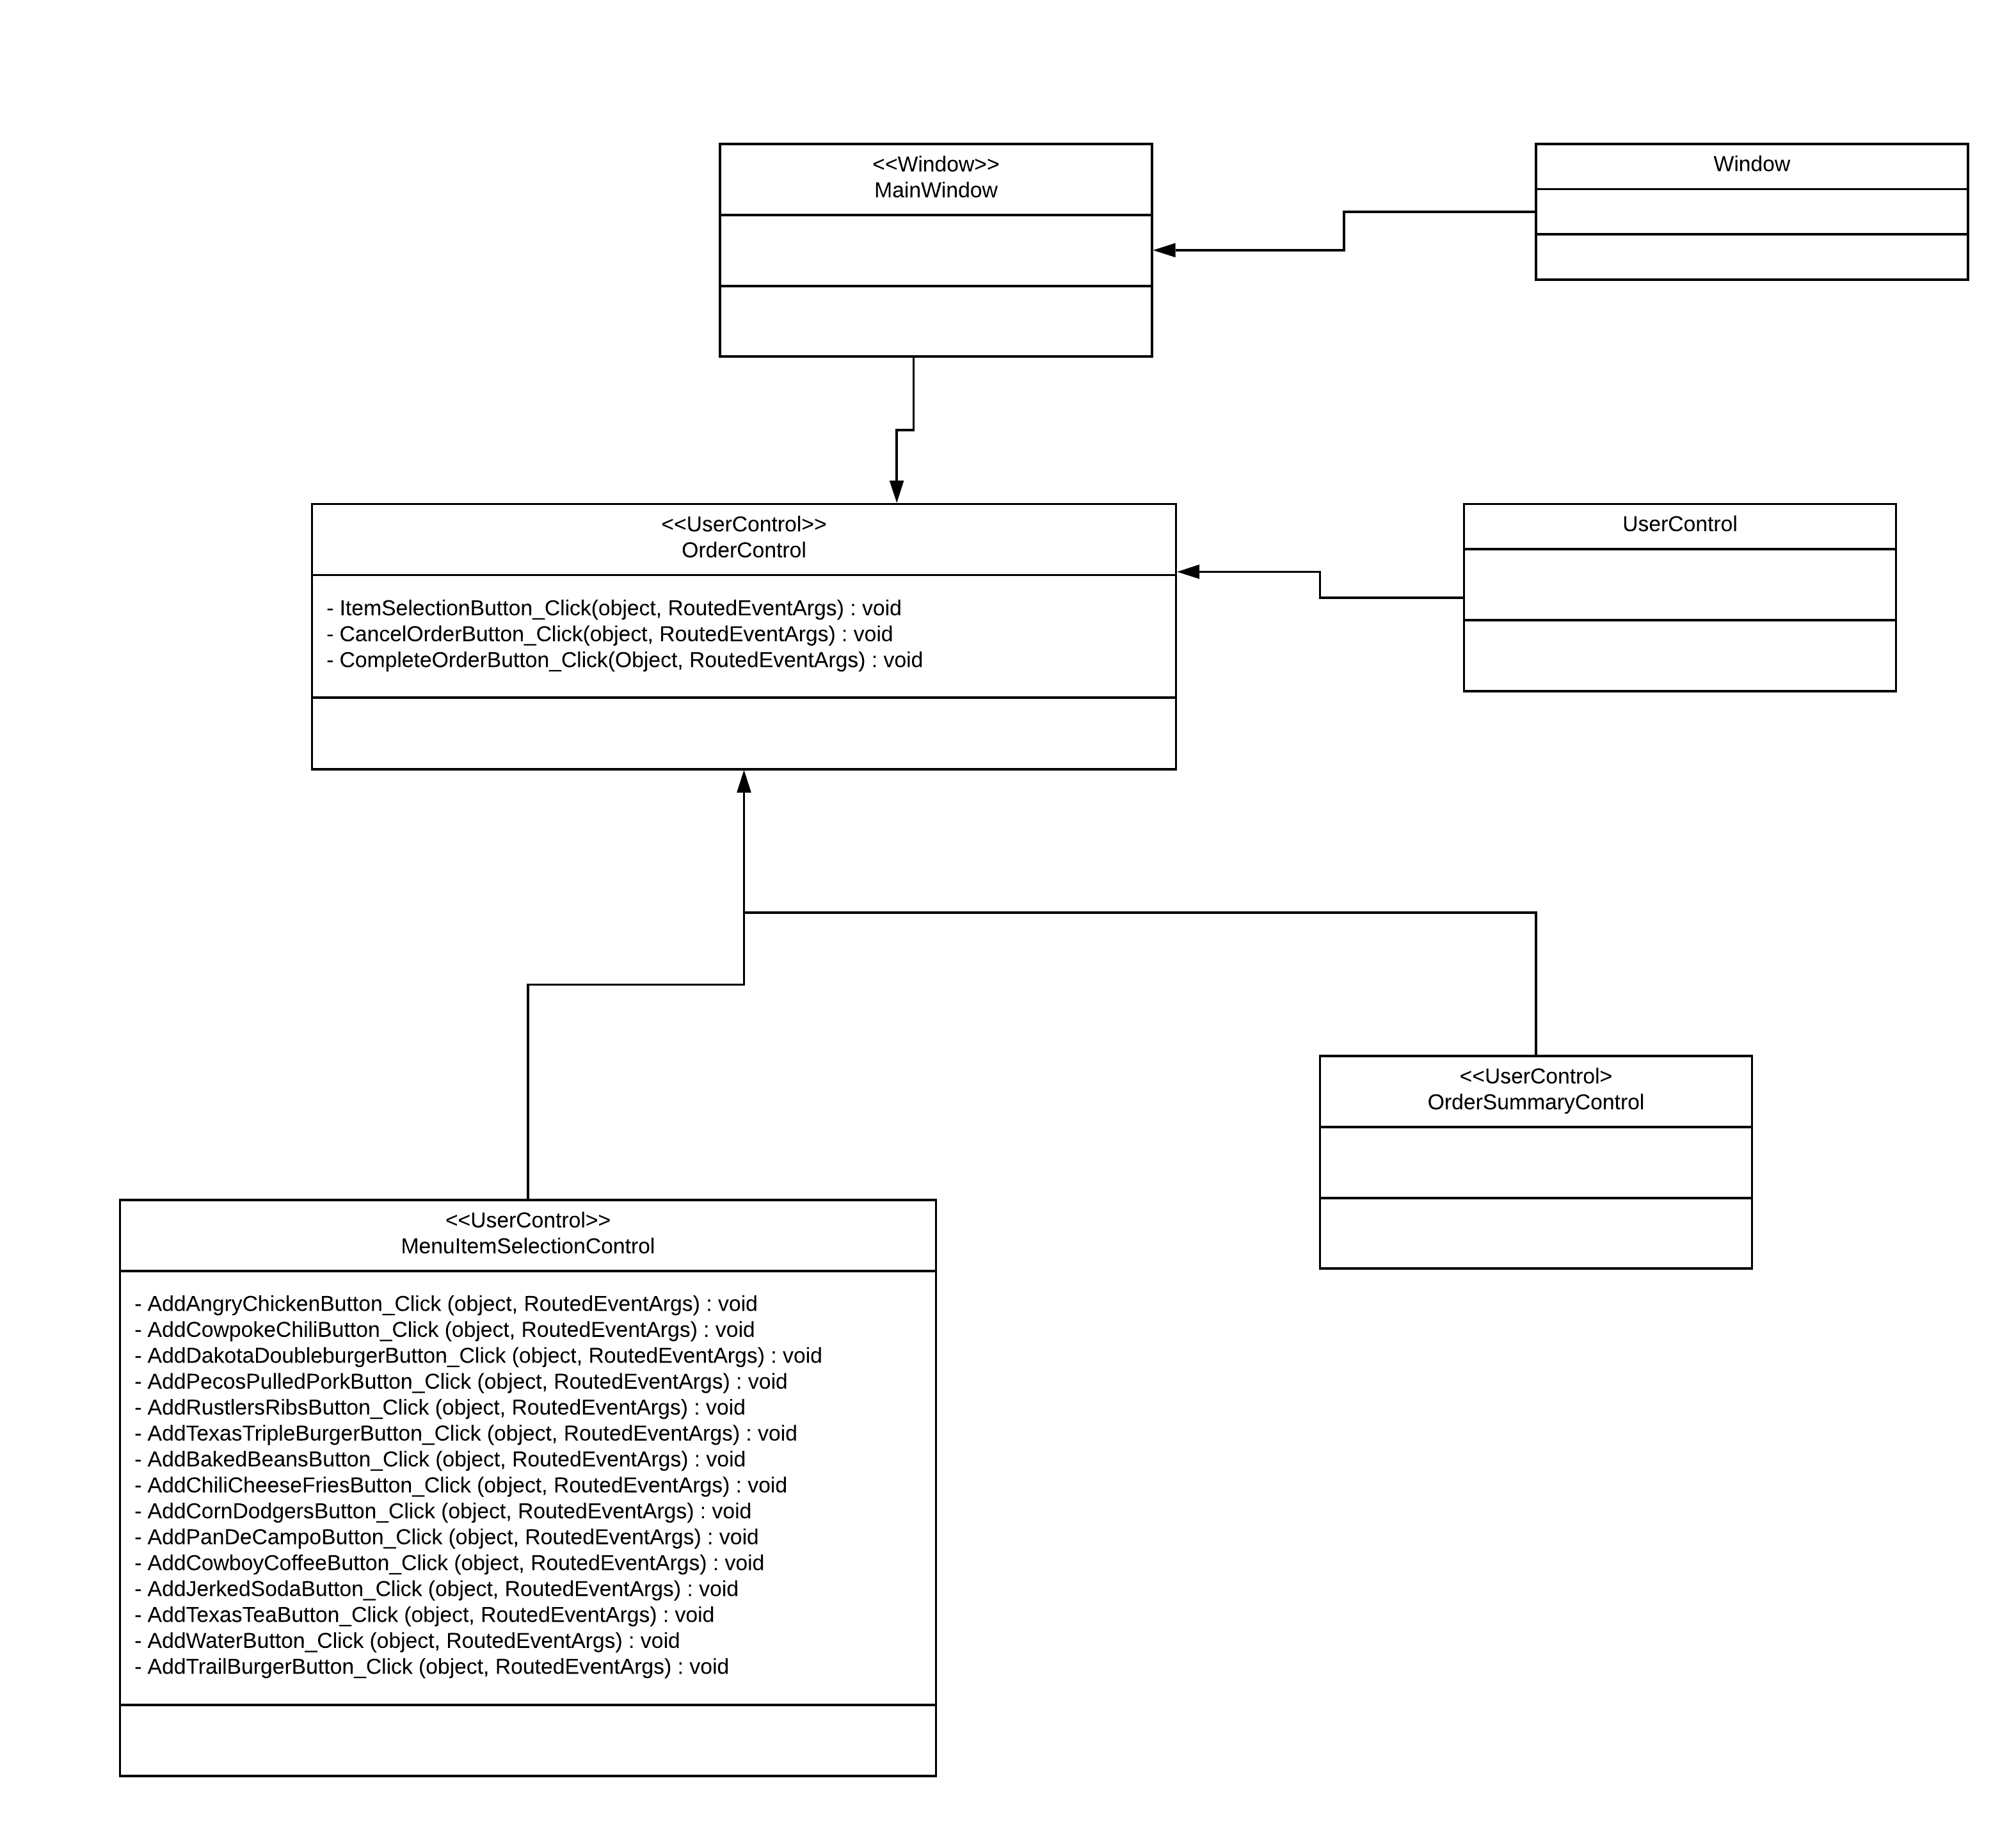 <<Window>>
MainWindow
Window
<<UserControl>>
OrderControl
- ItemSelectionButton_Click(object, RoutedEventArgs) : void
- CancelOrderButton_Click(object, RoutedEventArgs) : void
- CompleteOrderButton_Click(Object, RoutedEventArgs) : void
UserControl
<<UserControl>
OrderSummaryControl
<<UserControl>>
MenuItemSelectionControl
- AddAngryChickenButton_Click (object, RoutedEventArgs) : void
- AddCowpokeChiliButton_Click (object, RoutedEventArgs) : void
- AddDakotaDoubleburgerButton_Click (object, RoutedEventArgs) : void
- AddPecosPulledPorkButton_Click (object, RoutedEventArgs) : void
- AddRustlersRibsButton_Click (object, RoutedEventArgs) : void
- AddTexasTripleBurgerButton_Click (object, RoutedEventArgs) : void
- AddBakedBeansButton_Click (object, RoutedEventArgs) : void
- AddChiliCheeseFriesButton_Click (object, RoutedEventArgs) : void
- AddCornDodgersButton_Click (object, RoutedEventArgs) : void
- AddPanDeCampoButton_Click (object, RoutedEventArgs) : void
- AddCowboyCoffeeButton_Click (object, RoutedEventArgs) : void
- AddJerkedSodaButton_Click (object, RoutedEventArgs) : void
- AddTexasTeaButton_Click (object, RoutedEventArgs) : void
- AddWaterButton_Click (object, RoutedEventArgs) : void
- AddTrailBurgerButton_Click (object, RoutedEventArgs) : void